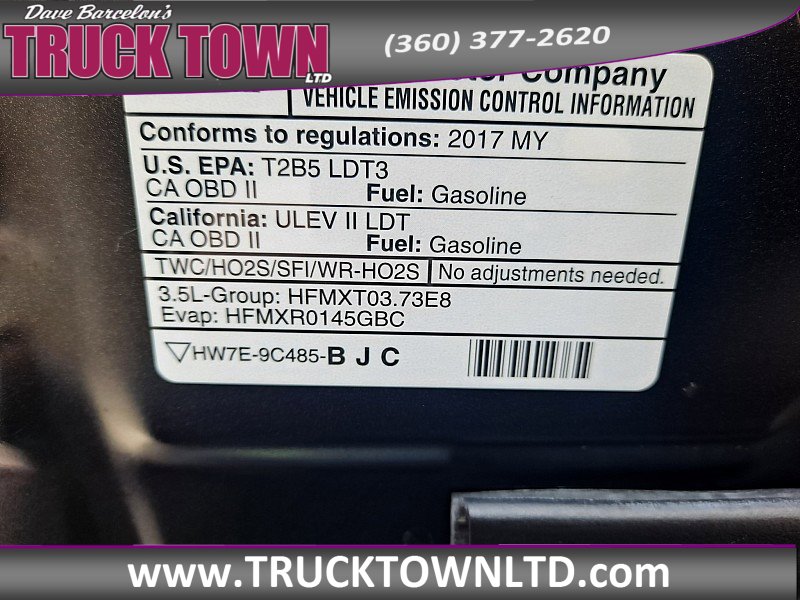 Dave Barcelon's
TRUCK TOWN
LTD
(360) 377-2620
Company
VEHICLE EMISSION CONTROL INFORMATION
Conforms to regulations: 2017 MY
U.S. EPA: T2B5 LDT3
CA OBD II Fuel: Gasoline
California: ULEV II LDT
CA OBD II Fuel: Gasoline
TWC/HO2S/SFI/WR-HO2S No adjustments needed.
3.5L-Group: HFMXT03.73E8
Evap: HFMXR0145GBC
HW7E-9C485-B J C
www.TRUCKTOWNLTD.com